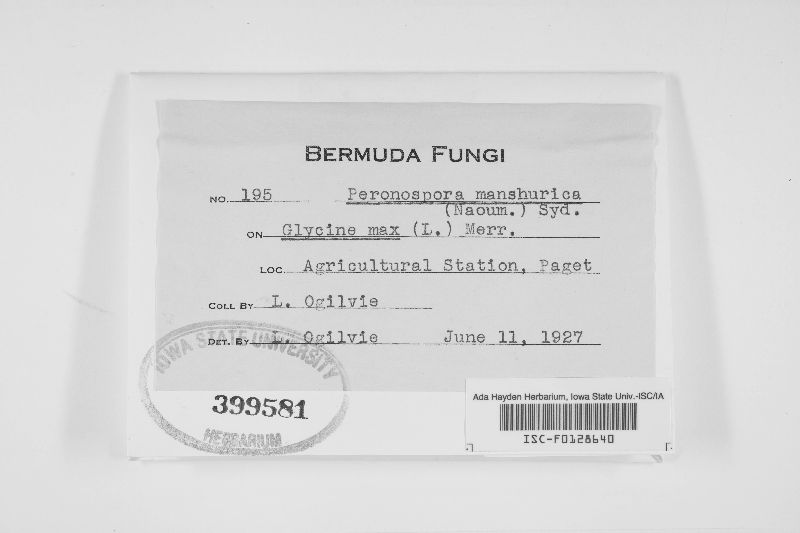 BERMUDA FUNGI
NO. 195 Peronospora manshurica
(Naoum.) Syd.
ON Glycine max (L.) Merr.
LOC. Agricultural Station, Paget
COLL BY L. Ogilvie
DET. BY L. Ogilvie June 11, 1927
IOWA STATE UNIVERSITY
399581
HERBARIUM
Ada Hayden Herbarium, Iowa State Univ.-ISC/IA
ISC-F0128640